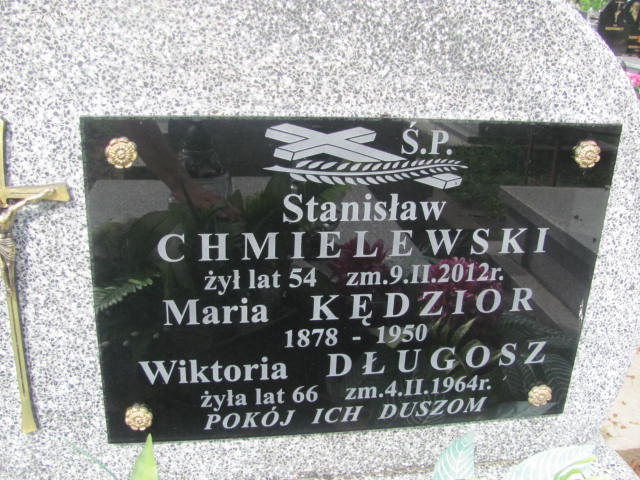 Ś.P.
Stanisław
CHMIELEWSKI
żył lat 54 zm.9.II.2012r.
Maria KĘDZIOR
1878 - 1950
Wiktoria DŁUGOSZ
żyła lat 66 zm.4.II.1964r.
POKÓJ ICH DUSZOM